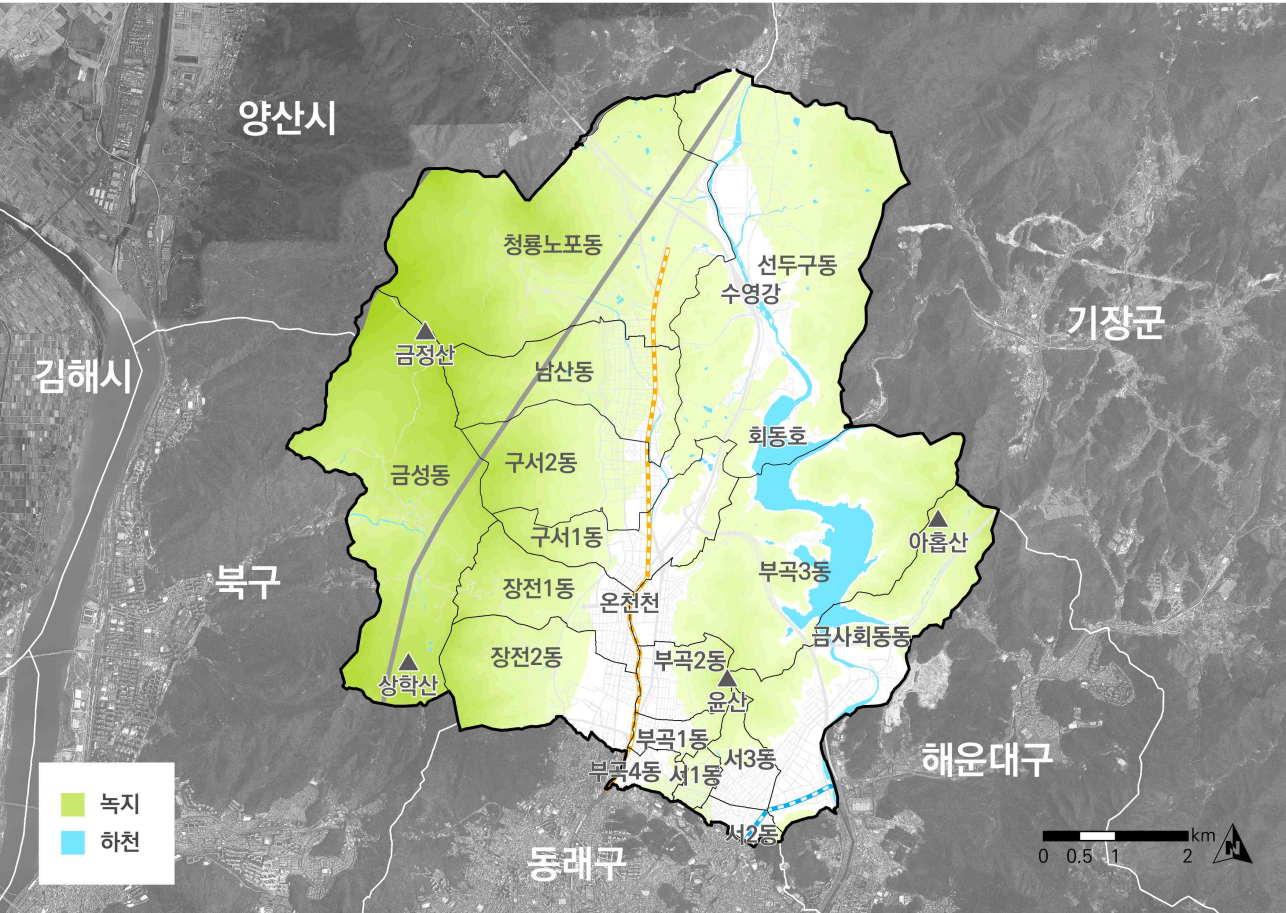 양산시
청룡노포동
선두구동
수영강
기장군
금정산
남산동
김해시
회동호
구서2동
금성동
아홉산
구서1동
부곡3동
북구
장전1동
온천천
금사회동동
장전2동
부곡2동
상학산
윤산
부곡1동
서3동
해운대구
부곡4동
서1동
녹지
하천
서2동
동래구
km
0 0.5 1 2
N